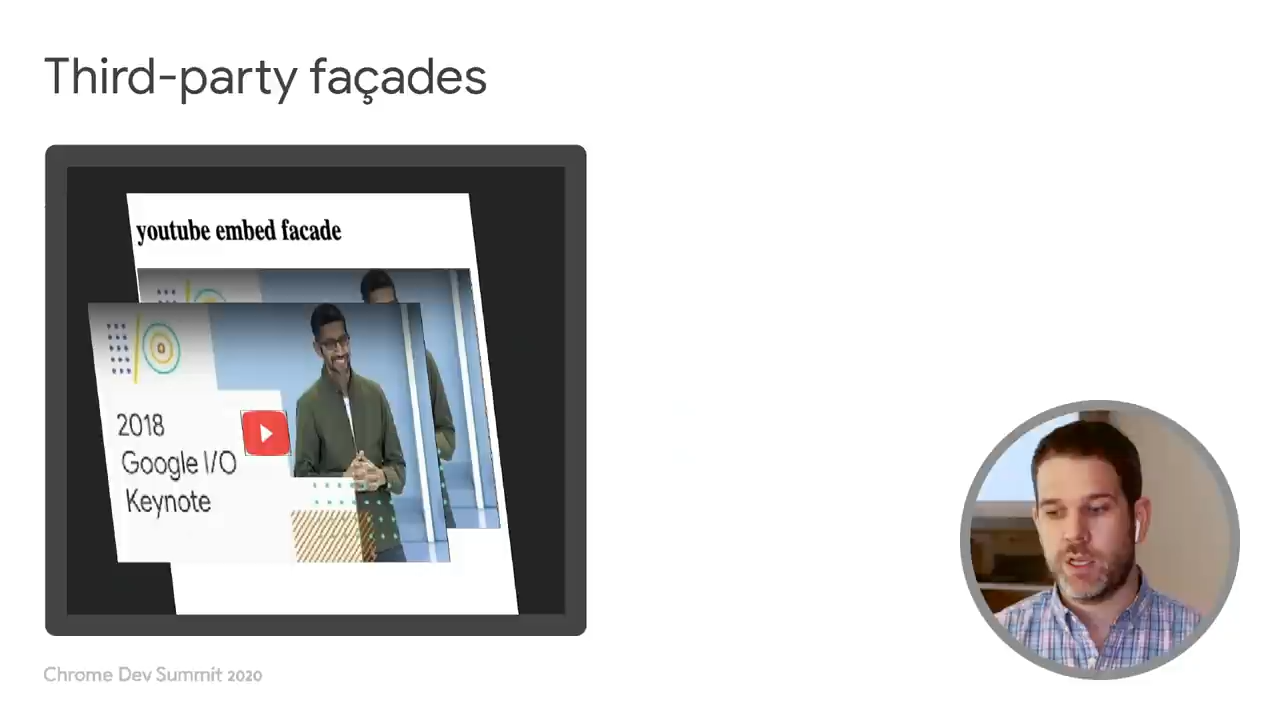 Third-party façades
youtube embed facade
2018
Google I/O
Keynote
Chrome Dev Summit 2020